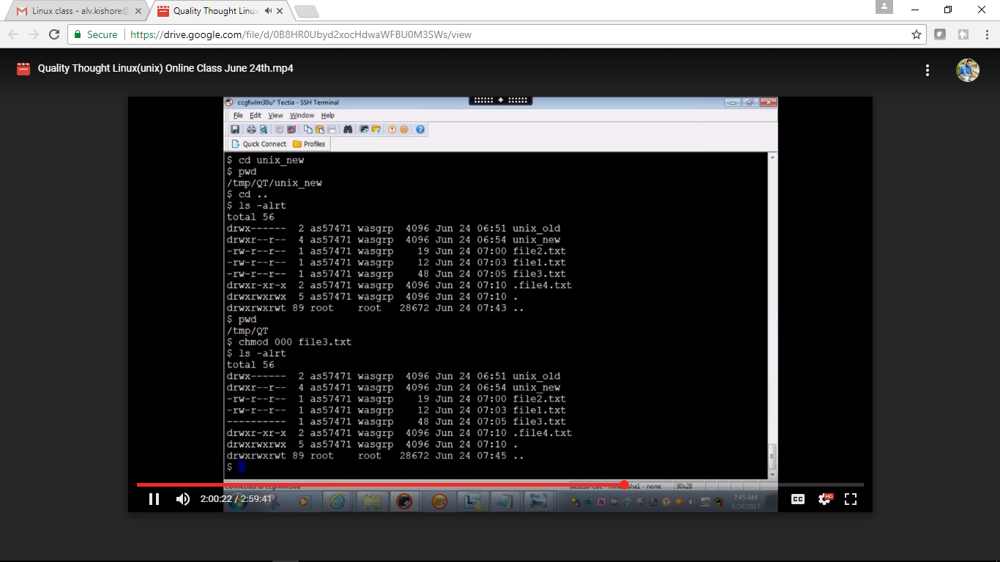 Linux class - alv.kishore@
Quality Thought Linux
Secure
https://drive.google.com/file/d/0B8HR0Ubyd2xocHdwaWFBU0M3SWs/view
Quality Thought Linux(unix) Online Class June 24th.mp4
ccgfwlm30u* Tectia - SSH Terminal
File Edit View Window Help
Quick Connect Profiles
$ cd unix_new
$ pwd
/tmp/QT/unix_new
$ cd ..
$ ls -alrt
total 56
drwx------ 2 as57471 wasgrp 4096 Jun 24 06:51 unix_old
drwxr--r-- 4 as57471 wasgrp 4096 Jun 24 06:54 unix_new
-rw-r--r-- 1 as57471 wasgrp 19 Jun 24 07:00 file2.txt
-rw-r--r-- 1 as57471 wasgrp 12 Jun 24 07:03 file1.txt
-rw-r--r-- 1 as57471 wasgrp 48 Jun 24 07:05 file3.txt
drwxr-xr-x 2 as57471 wasgrp 4096 Jun 24 07:10 .file4.txt
drwxrwxrwx 5 as57471 wasgrp 4096 Jun 24 07:10 .
drwxrwxrwt 89 root root 28672 Jun 24 07:43 ..
$ pwd
/tmp/QT
$ chmod 000 file3.txt
$ ls -alrt
total 56
drwx------ 2 as57471 wasgrp 4096 Jun 24 06:51 unix_old
drwxr--r-- 4 as57471 wasgrp 4096 Jun 24 06:54 unix_new
-rw-r--r-- 1 as57471 wasgrp 19 Jun 24 07:00 file2.txt
-rw-r--r-- 1 as57471 wasgrp 12 Jun 24 07:03 file1.txt
---------- 1 as57471 wasgrp 48 Jun 24 07:05 file3.txt
drwxr-xr-x 2 as57471 wasgrp 4096 Jun 24 07:10 .file4.txt
drwxrwxrwx 5 as57471 wasgrp 4096 Jun 24 07:10 .
drwxrwxrwt 89 root root 28672 Jun 24 07:45 ..
$
Connected to ccgfwlm30u - none 90x28
2:00:22 / 2:59:41
CC HD
7:45 AM
6/24/2017